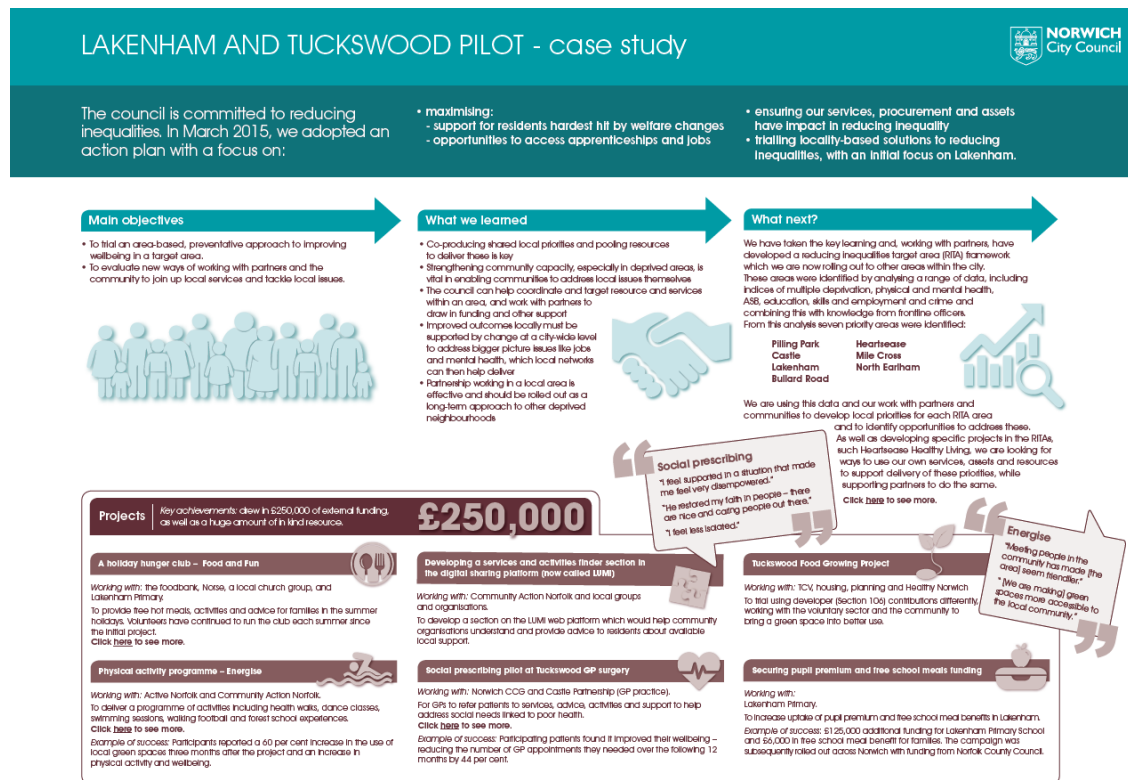 LAKENHAM AND TUCKSWOOD PILOT - case study
NORWICH
City Council
The council is committed to reducing
inequalities. In March 2015, we adopted an
action plan with a focus on:
• maximising:
- support for residents hardest hit by welfare changes
- opportunities to access apprenticeships and jobs
• ensuring our services, procurement and assets
have impact in reducing inequality
• trialling locality-based solutions to reducing
inequalities, with an initial focus on Lakenham.
Main objectives
• To trial an area-based, preventative approach to improving
wellbeing in a target area.
• To evaluate new ways of working with partners and the
community to join up local services and tackle local issues.
What we learned
• Co-producing shared local priorities and pooling resources
to deliver these is key
• Strengthening community capacity, especially in deprived areas, is
vital in enabling communities to address local issues themselves
• The council can help coordinate and target resource and services
within an area, and work with partners to
draw in funding and other support
• Improved outcomes locally must be
supported by change at a city-wide level
to address bigger picture issues like jobs
and mental health, which local networks
can then help deliver
• Partnership working in a local area is
effective and should be rolled out as a
long-term approach to other deprived
neighbourhoods
What next?
We have taken the key learning and, working with partners, have
developed a reducing inequalities target area (RITA) framework
which we are now rolling out to other areas within the city.
These areas were identified by analysing a range of data, including
indices of multiple deprivation, physical and mental health,
ASB, education, skills and employment and crime and
combining this with knowledge from frontline officers.
From this analysis seven priority areas were identified:
Pilling Park
Castle
Lakenham
Bullard Road
Heartsease
Mile Cross
North Earlham
We are using this data and our work with partners and
communities to develop local priorities for each RITA area
and to identify opportunities to address these.
As well as developing specific projects in the RITAs,
such Heartsease Healthy Living, we are looking for
ways to use our own services, assets and resources
to support delivery of these priorities, while
supporting partners to do the same.
Click here to see more.
Social prescribing
"I feel supported in a situation that made
me feel very disempowered."
"He restored my faith in people – there
are nice and caring people out there."
"I feel less isolated."
Energise
"Meeting people in the
community has made [the
area] seem friendlier."
"[We are making] green
spaces more accessible to
the local community."
Projects
Key achievements: drew in £250,000 of external funding,
as well as a huge amount of in kind resource.
£250,000
A holiday hunger club – Food and Fun
Working with: the foodbank, Norse, a local church group, and
Lakenham Primary.
To provide free hot meals, activities and advice for families in the summer
holidays. Volunteers have continued to run the club each summer since
the initial project.
Click here to see more.
Developing a services and activities finder section in
the digital sharing platform (now called LUMI)
Working with: Community Action Norfolk and local groups
and organisations.
To develop a section on the LUMI web platform which would help community
organisations understand and provide advice to residents about available
local support.
Tuckswood Food Growing Project
Working with: TCV, housing, planning and Healthy Norwich
To trial using developer (Section 106) contributions differently,
working with the voluntary sector and the community to
bring a green space into better use.
Physical activity programme – Energise
Working with: Active Norfolk and Community Action Norfolk.
To deliver a programme of activities including health walks, dance classes,
swimming sessions, walking football and forest school experiences.
Click here to see more.
Example of success: Participants reported a 60 per cent increase in the use of
local green spaces three months after the project and an increase in
physical activity and wellbeing.
Social prescribing pilot at Tuckswood GP surgery
Working with: Norwich CCG and Castle Partnership (GP practice).
For GPs to refer patients to services, advice, activities and support to help
address social needs linked to poor health.
Click here to see more.
Example of success: Participating patients found it improved their wellbeing –
reducing the number of GP appointments they needed over the following 12
months by 44 per cent.
Securing pupil premium and free school meals funding
Working with:
Lakenham Primary.
To increase uptake of pupil premium and free school meal benefits in Lakenham.
Example of success: £125,000 additional funding for Lakenham Primary School
and £6,000 in free school meal benefit for families. The campaign was
subsequently rolled out across Norwich with funding from Norfolk County Council.